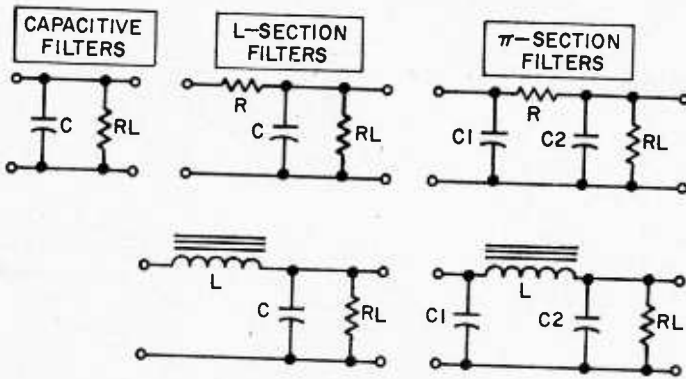 CAPACITIVE
FILTERS
L-SECTION
FILTERS
π-SECTION
FILTERS
C
RL
R
C
RL
C1
R
C2
RL
L
C
RL
C1
L
C2
RL